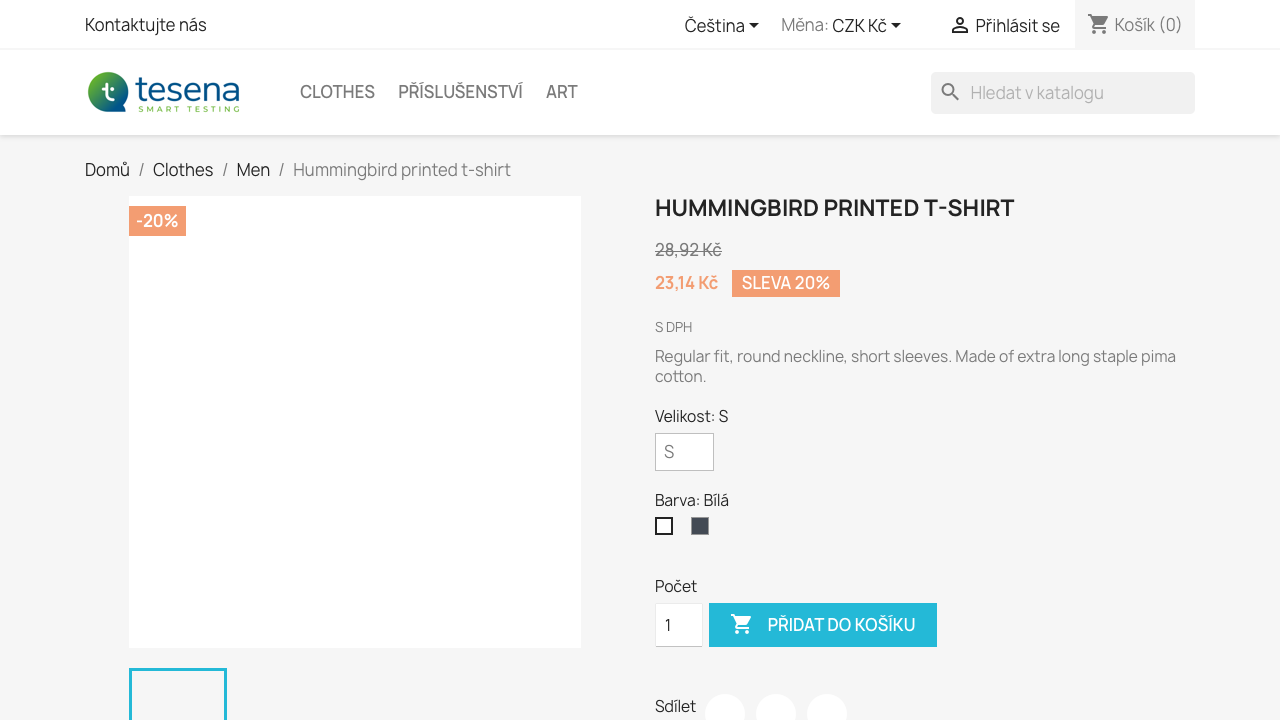 Kontaktujte nás
Čeština
Měna: CZK Kč
Přihlásit se
Košík (0)
tesena
SMART TESTING
CLOTHES
PŘÍSLUŠENSTVÍ
ART
Hledat v katalogu
Domů / Clothes / Men / Hummingbird printed t-shirt
-20%
HUMMINGBIRD PRINTED T-SHIRT
28,92 Kč
23,14 Kč SLEVA 20%
S DPH
Regular fit, round neckline, short sleeves. Made of extra long staple pima
cotton.
Velikost: S
S
Barva: Bílá
Počet
1
PŘIDAT DO KOŠÍKU
Sdílet